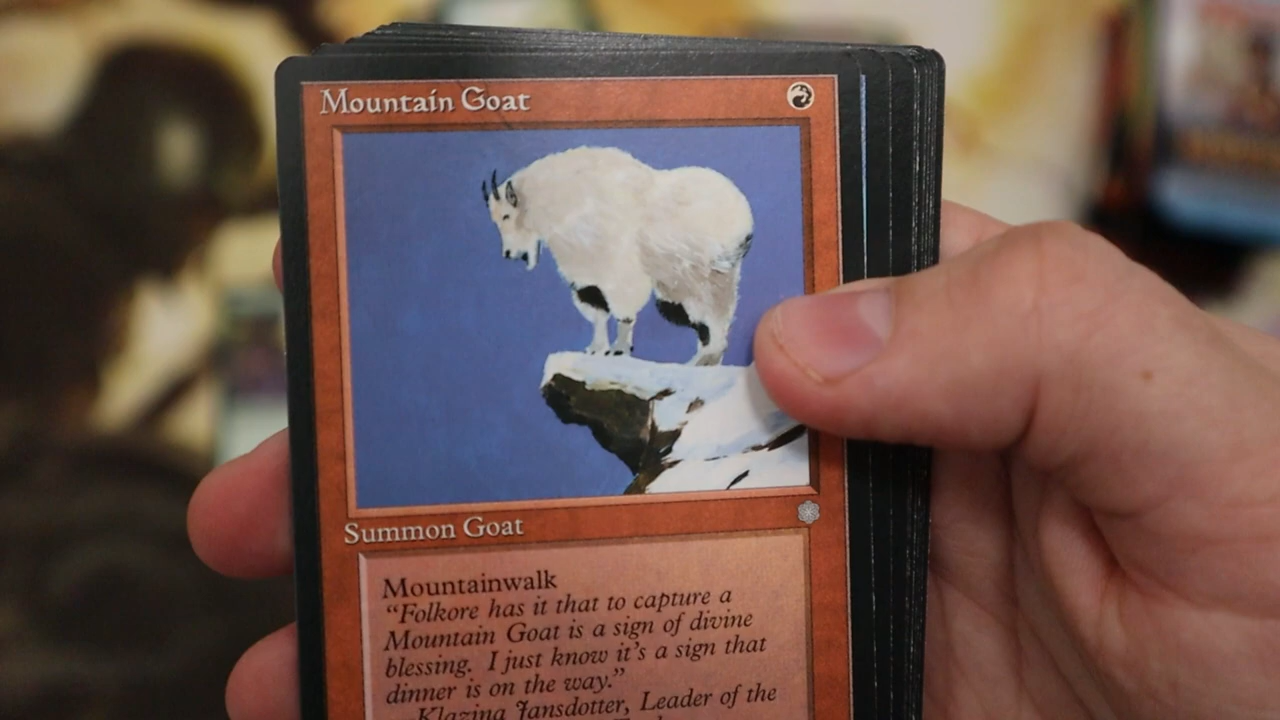 Mountain Goat
Summon Goat
Mountainwalk
“Folkore has it that to capture a
Mountain Goat is a sign of divine
blessing. I just know it’s a sign that
dinner is on the way.”
Klazina Jansdotter, Leader of the